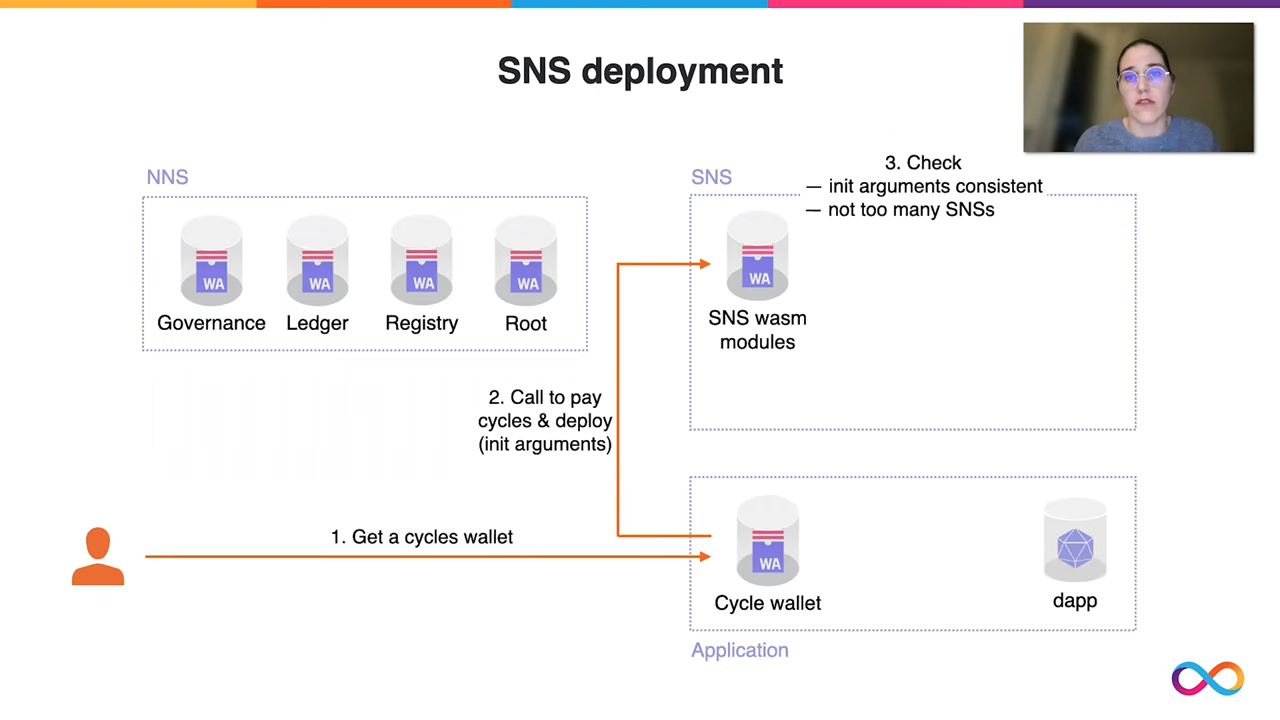 SNS deployment
NNS
WA
WA
WA
WA
Governance
Ledger
Registry
Root
SNS
3. Check
— init arguments consistent
— not too many SNSs
WA
SNS wasm
modules
2. Call to pay
cycles & deploy
(init arguments)
1. Get a cycles wallet
WA
Cycle wallet
dapp
Application